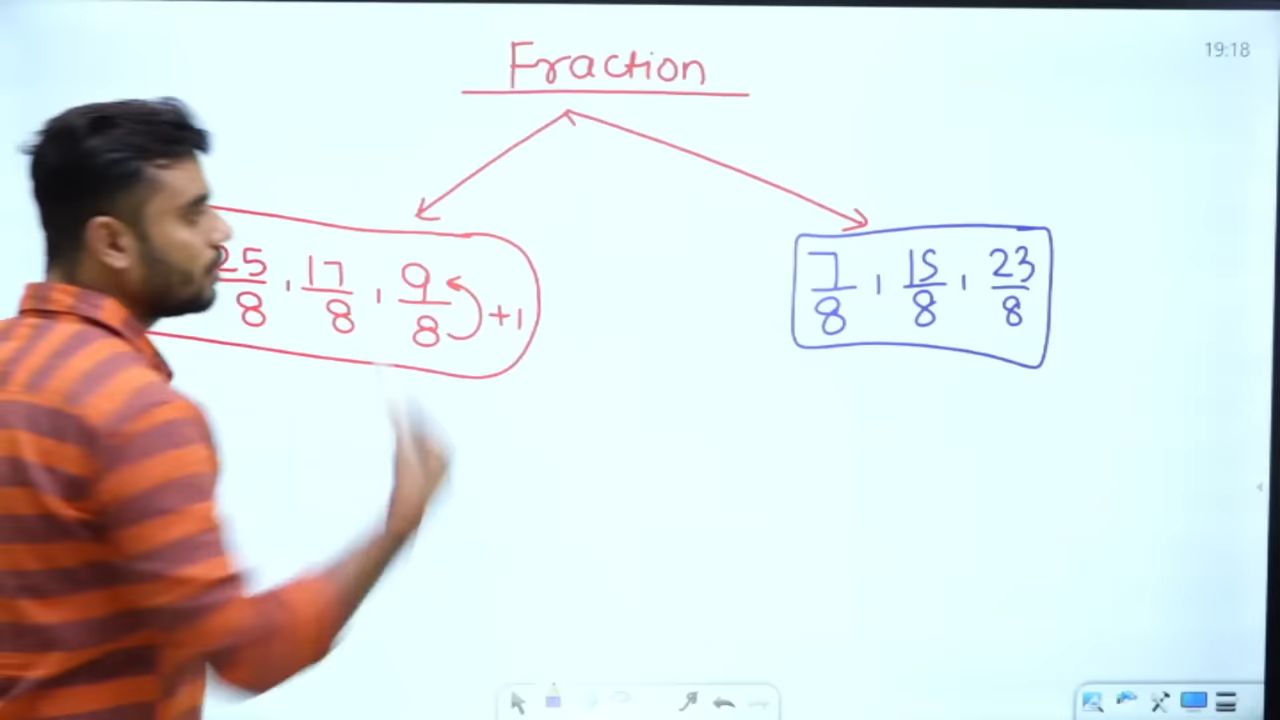 19:18
Fraction
25/8 , 17/8 , 9/8 +1
7/8 , 15/8 , 23/8